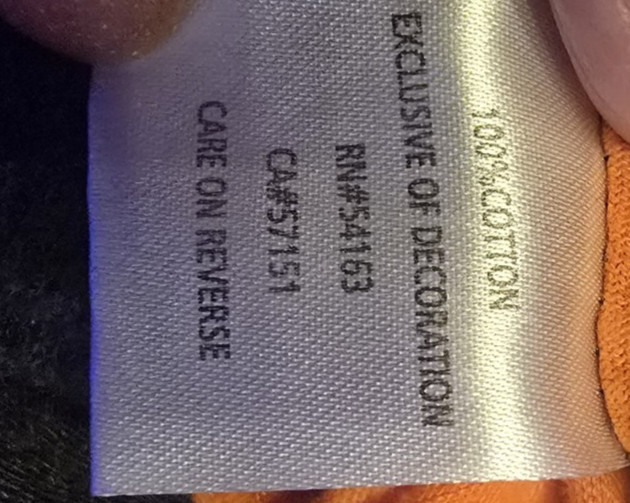 100%COTTON
EXCLUSIVE OF DECORATION
RN#54163
CA#57151
CARE ON REVERSE